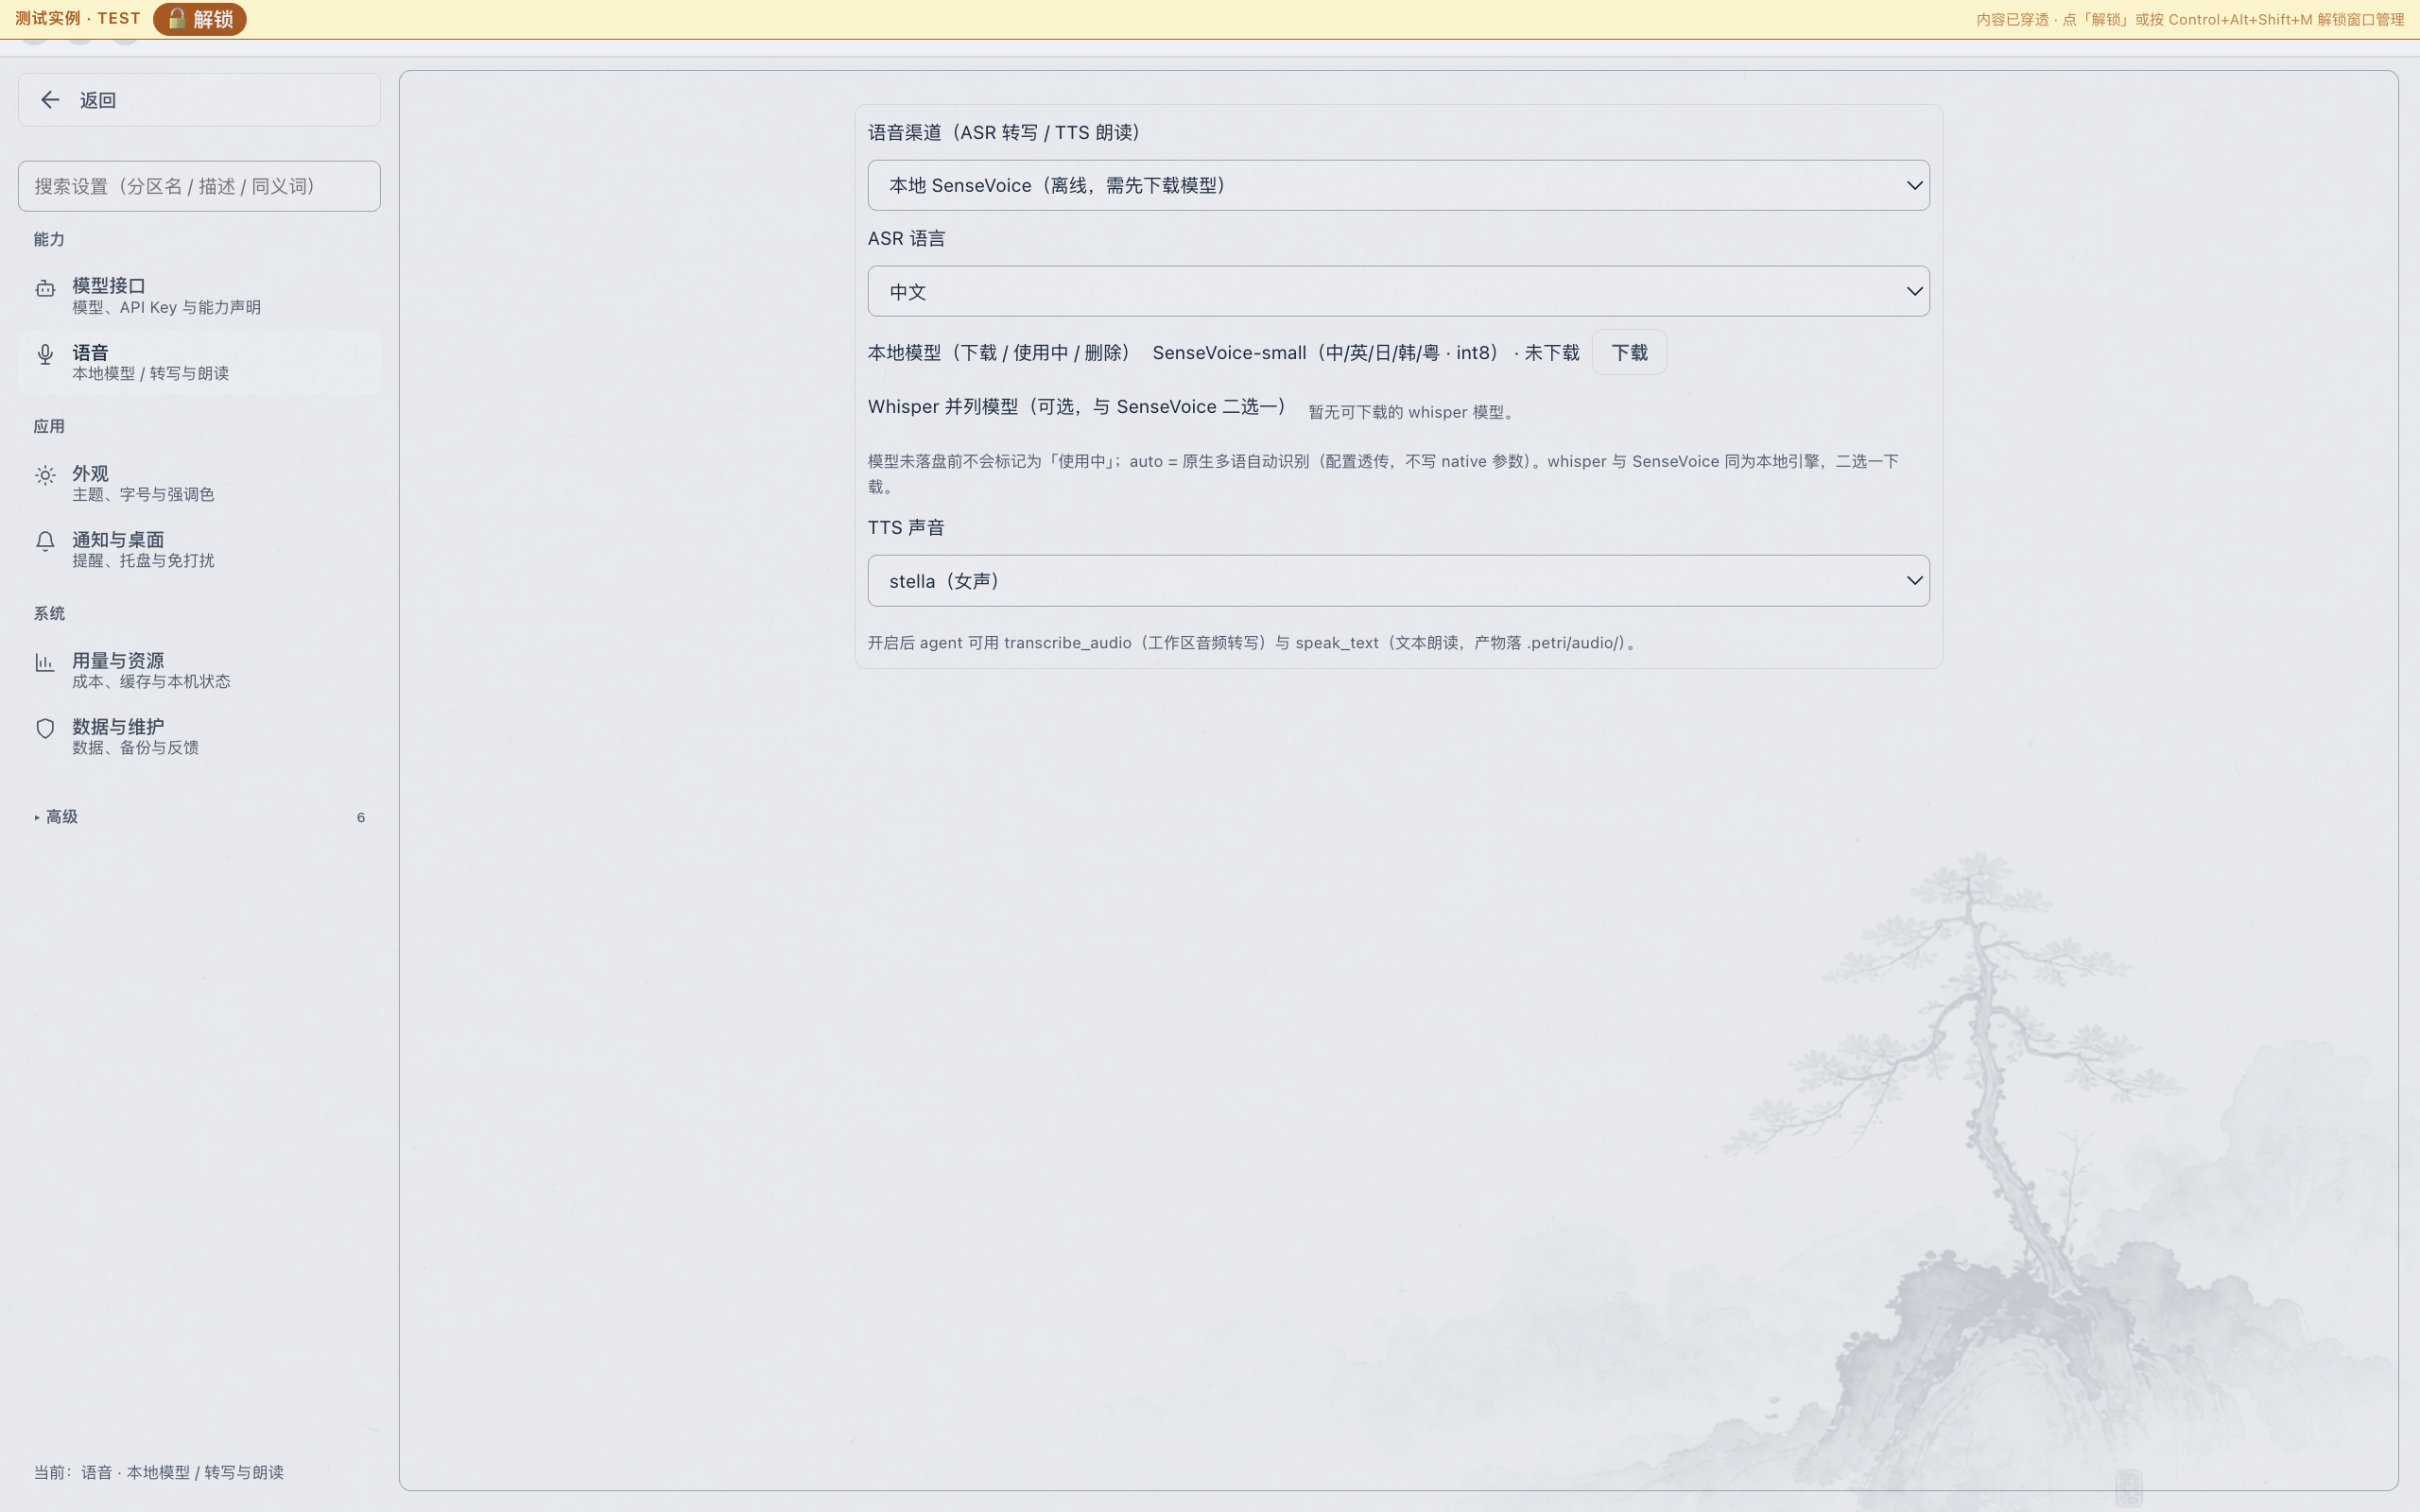 测试实例 · TEST
🔓 解锁
内容已穿透 · 点「解锁」或按 Control+Alt+Shift+M 解锁窗口管理
返回
搜索设置（分区名 / 描述 / 同义词）
能力
模型接口
模型、API Key 与能力声明
语音
本地模型 / 转写与朗读
应用
外观
主题、字号与强调色
通知与桌面
提醒、托盘与免打扰
系统
用量与资源
成本、缓存与本机状态
数据与维护
数据、备份与反馈
▸ 高级 6
当前：语音 · 本地模型 / 转写与朗读
语音渠道（ASR 转写 / TTS 朗读）
本地 SenseVoice（离线，需先下载模型）
ASR 语言
中文
本地模型（下载 / 使用中 / 删除） SenseVoice-small（中/英/日/韩/粤 · int8） · 未下载 下载
Whisper 并列模型（可选，与 SenseVoice 二选一） 暂无可下载的 whisper 模型。
模型未落盘前不会标记为「使用中」；auto = 原生多语自动识别（配置透传，不写 native 参数）。whisper 与 SenseVoice 同为本地引擎，二选一下
载。
TTS 声音
stella（女声）
开启后 agent 可用 transcribe_audio（工作区音频转写）与 speak_text（文本朗读，产物落 .petri/audio/）。